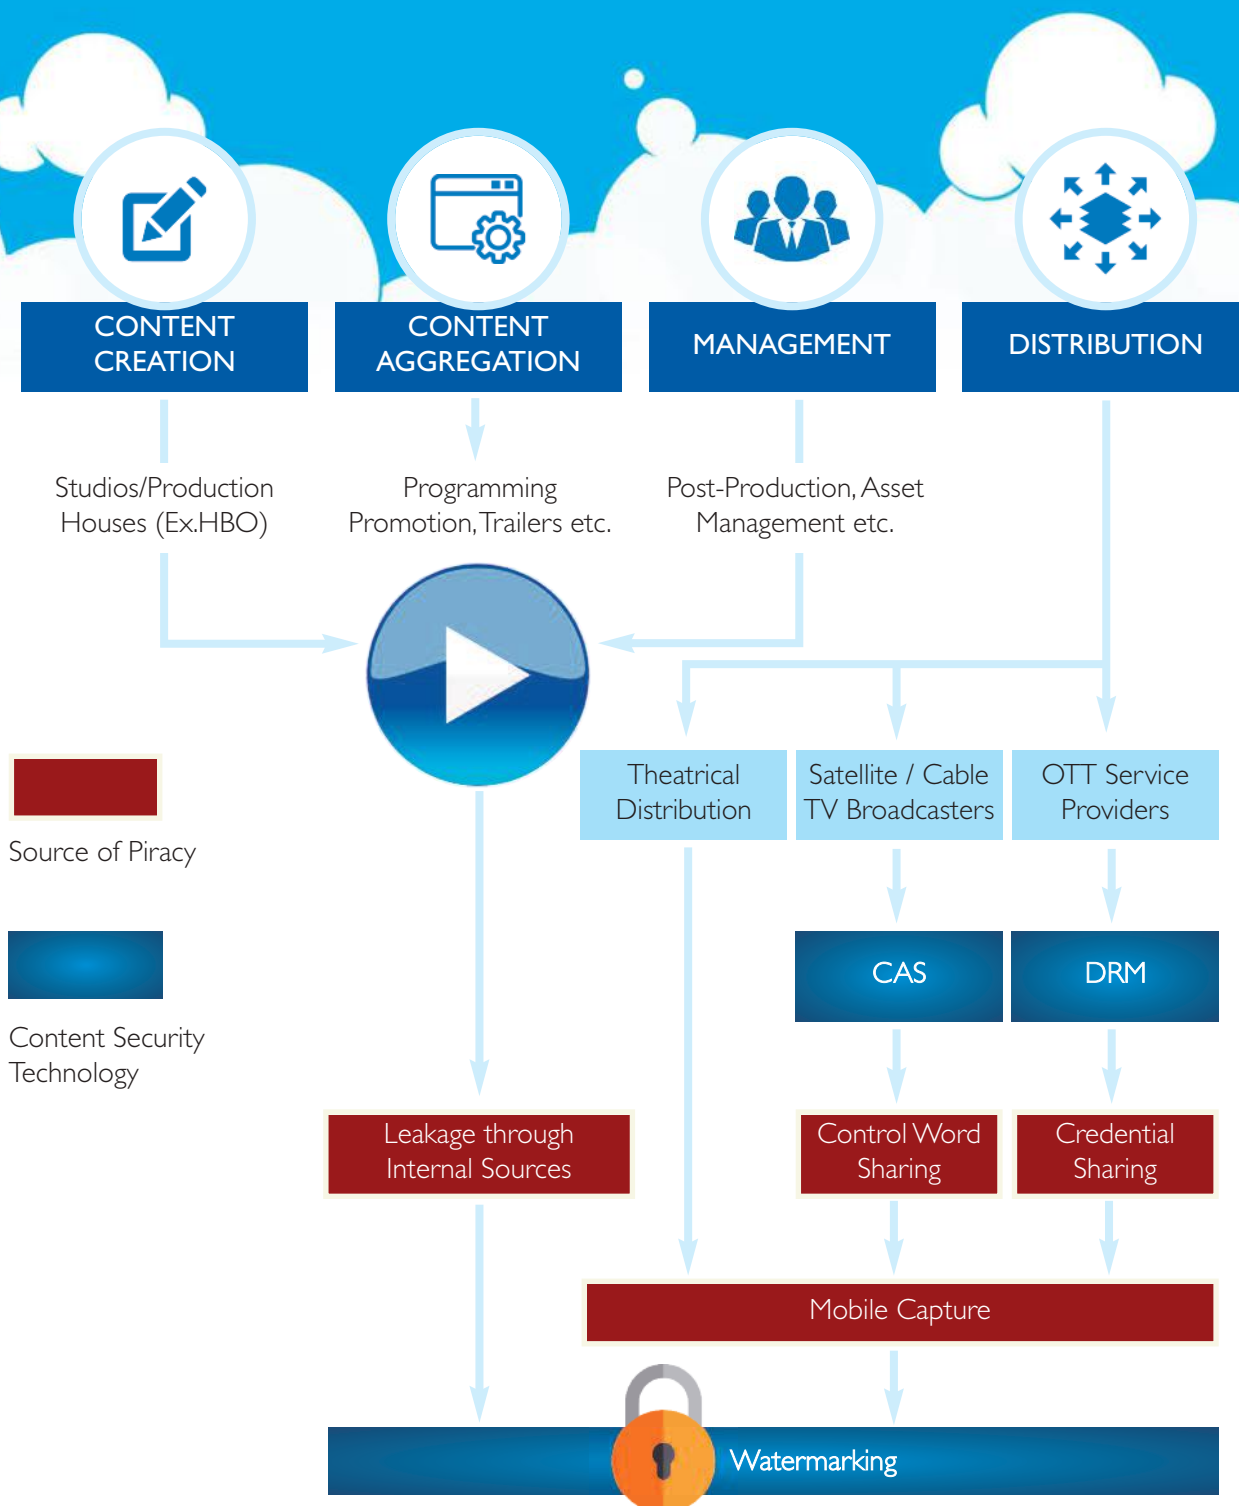 CONTENT
CREATION
CONTENT
AGGREGATION
MANAGEMENT
DISTRIBUTION
Studios/Production
Houses (Ex.HBO)
Programming
Promotion, Trailers etc.
Post-Production, Asset
Management etc.
Theatrical
Distribution
Satellite / Cable
TV Broadcasters
OTT Service
Providers
Source of Piracy
CAS
DRM
Content Security
Technology
Leakage through
Internal Sources
Control Word
Sharing
Credential
Sharing
Mobile Capture
Watermarking